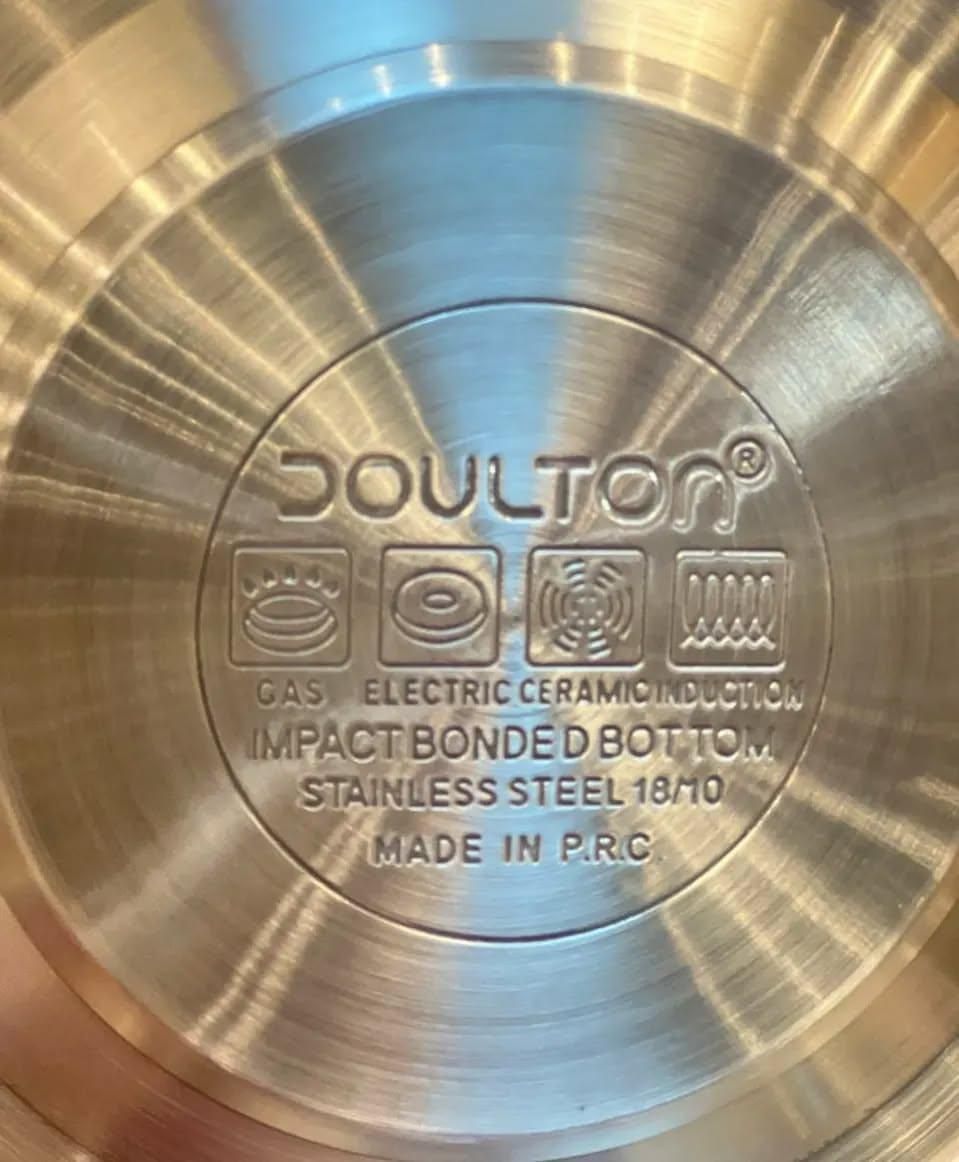 DOULTON®
GAS ELECTRIC CERAMIC INDUCTION
IMPACT BONDED BOTTOM
STAINLESS STEEL 18/10
MADE IN P.R.C.